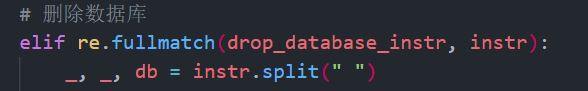 # 删除数据库
elif re.fullmatch(drop_database_instr, instr):
    _, _, db = instr.split(" ")